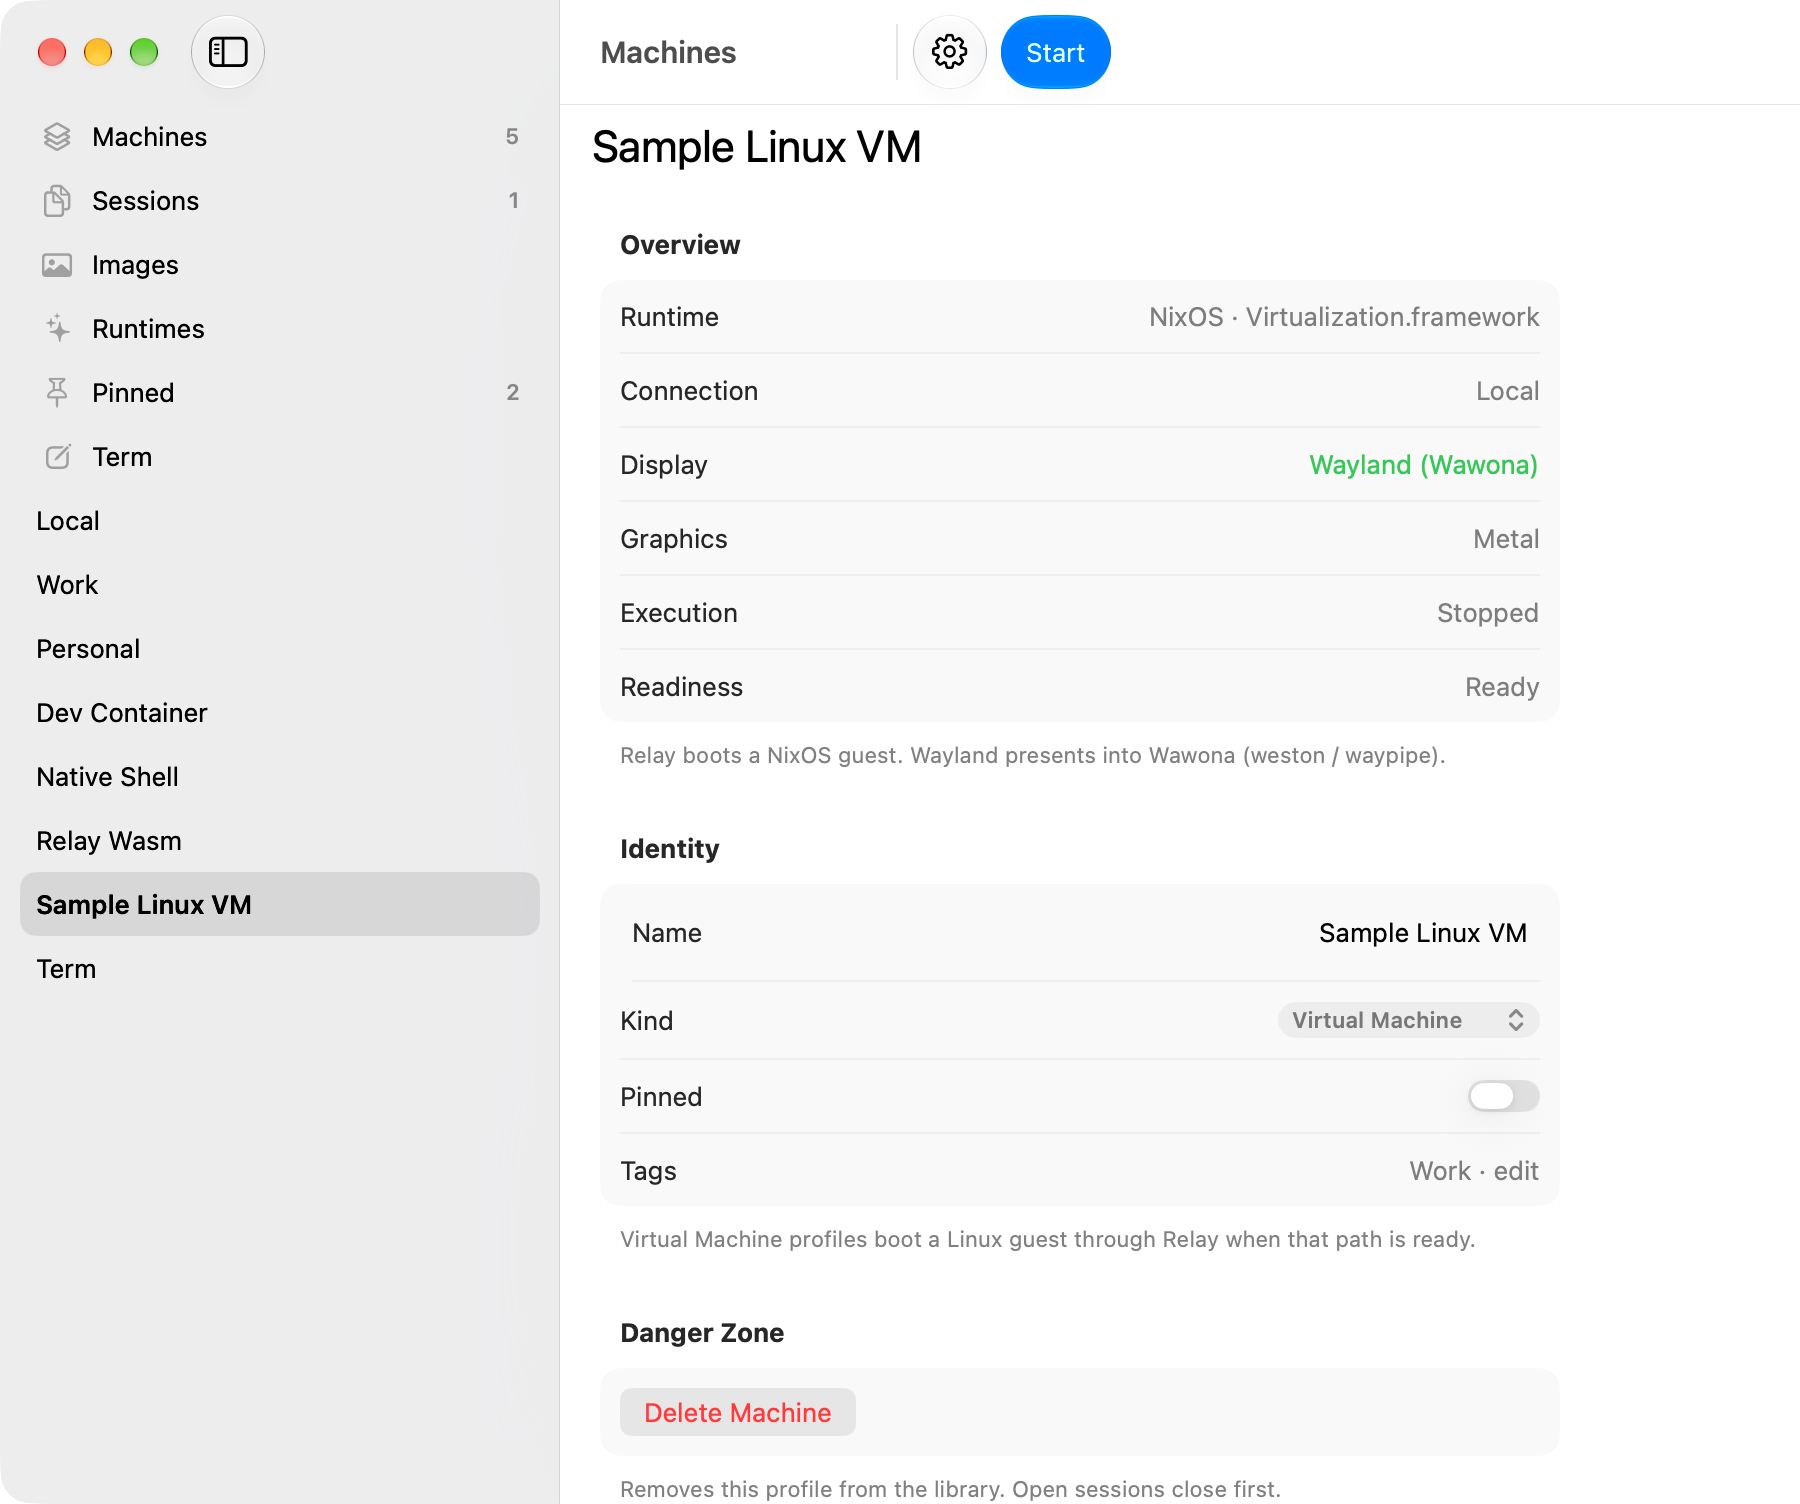 Machines 5
Sessions 1
Images
Runtimes
Pinned 2
Term
Local
Work
Personal
Dev Container
Native Shell
Relay Wasm
Sample Linux VM
Term
Machines
Start
Sample Linux VM
Overview
Runtime NixOS · Virtualization.framework
Connection Local
Display Wayland (Wawona)
Graphics Metal
Execution Stopped
Readiness Ready
Relay boots a NixOS guest. Wayland presents into Wawona (weston / waypipe).
Identity
Name Sample Linux VM
Kind Virtual Machine
Pinned
Tags Work · edit
Virtual Machine profiles boot a Linux guest through Relay when that path is ready.
Danger Zone
Delete Machine
Removes this profile from the library. Open sessions close first.